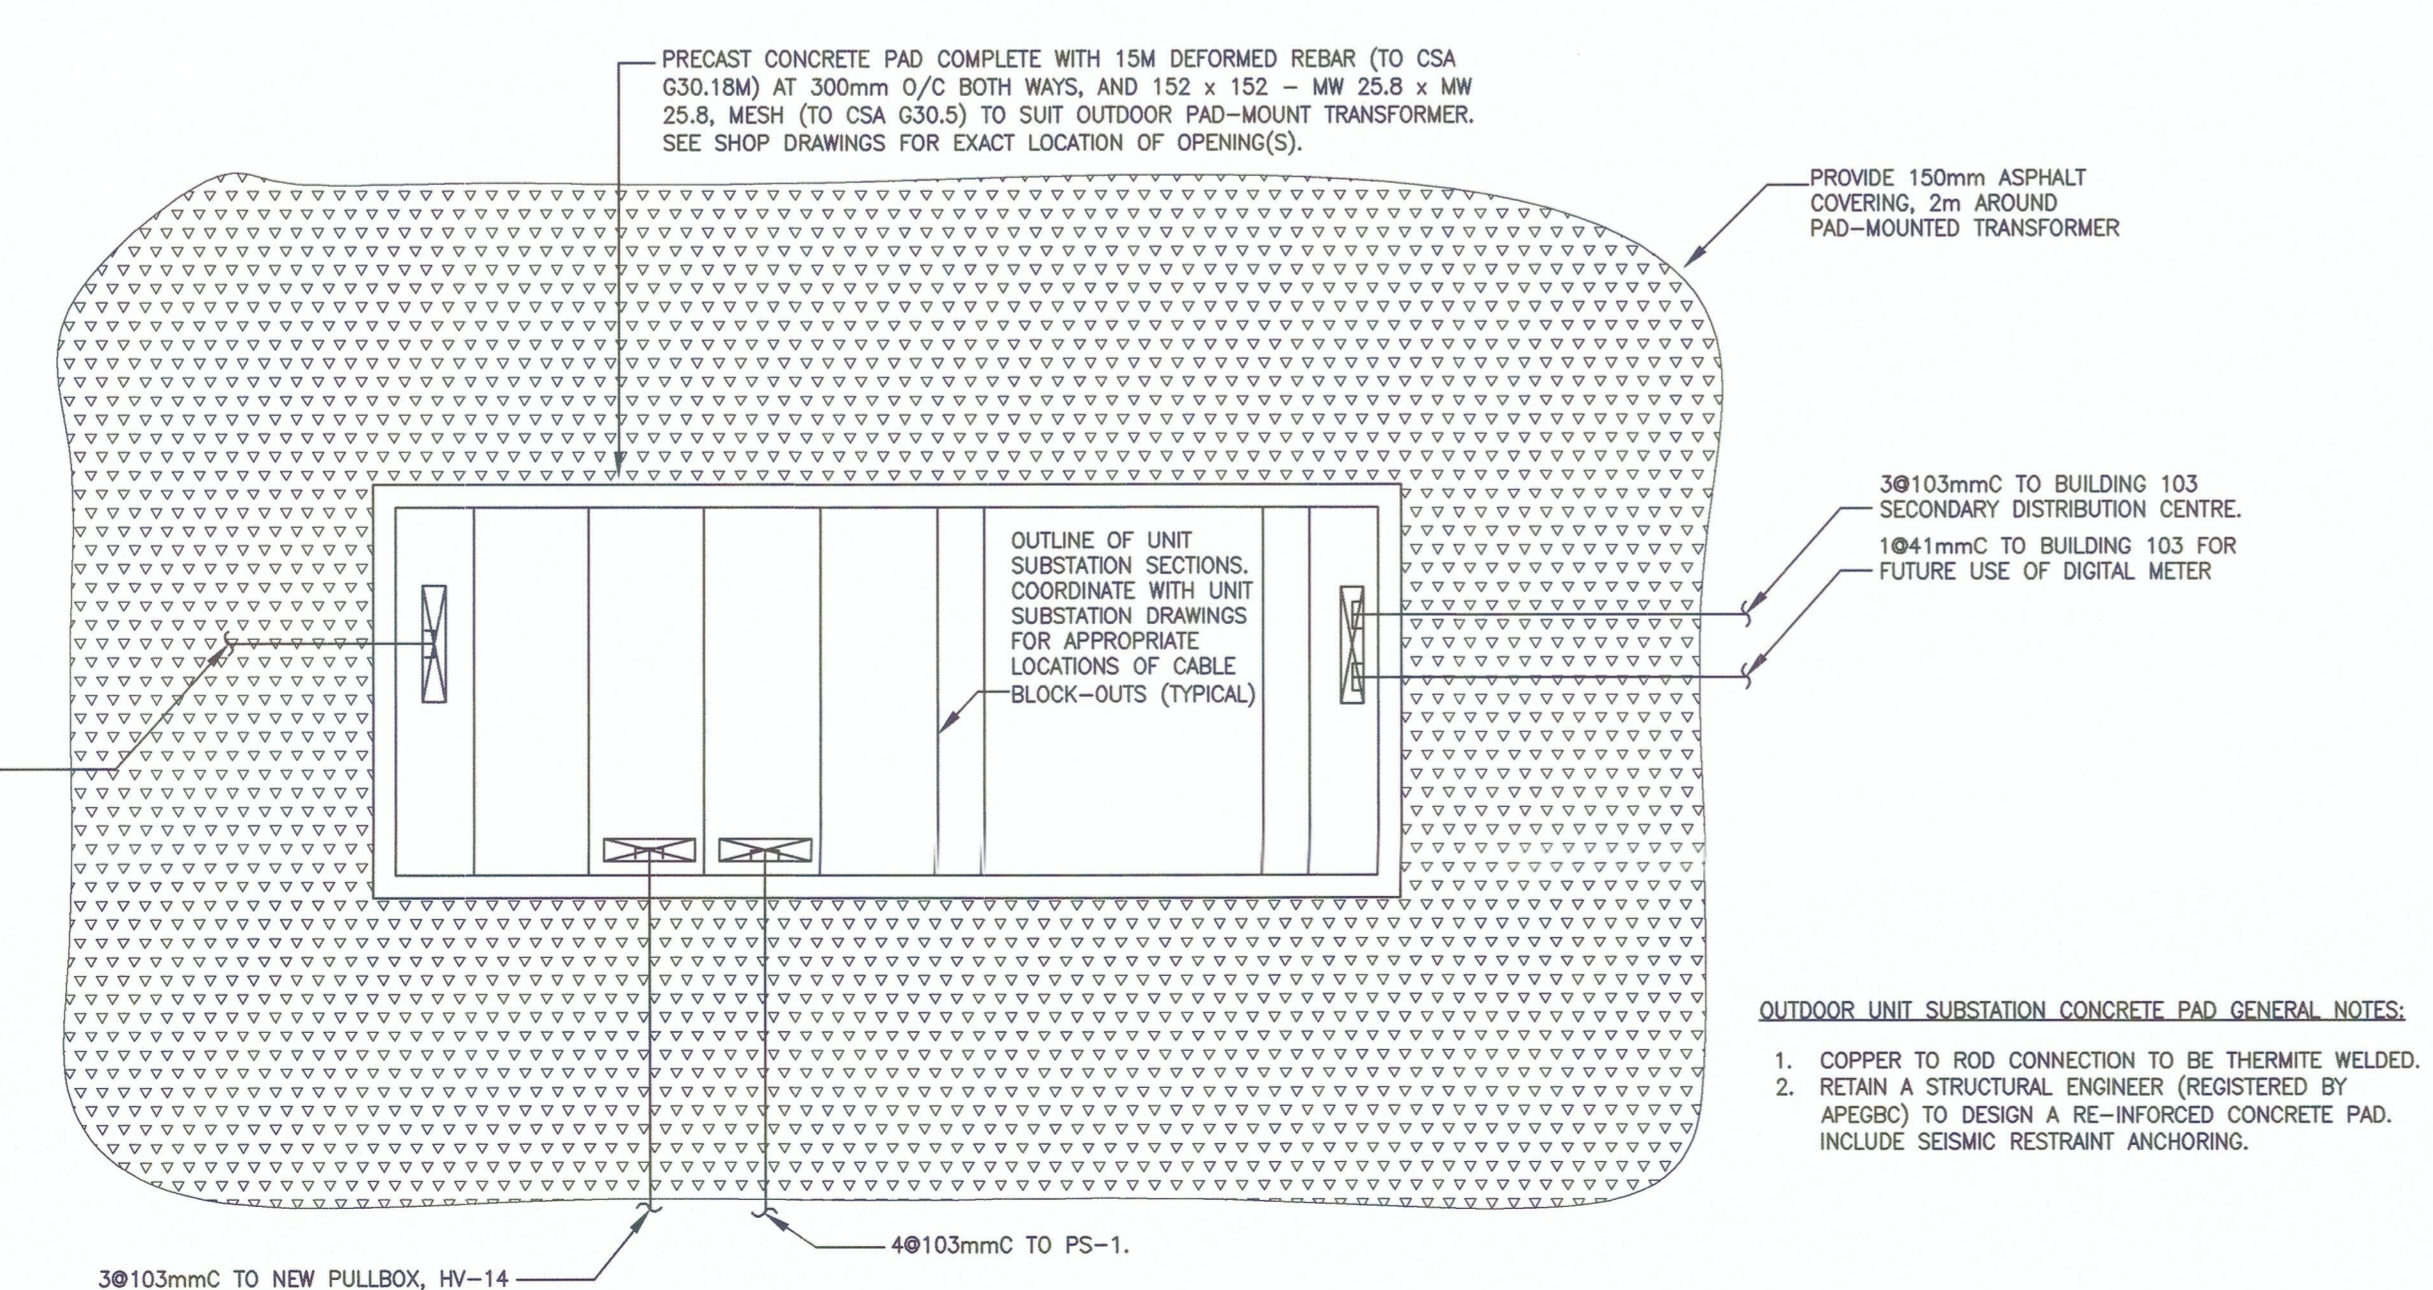 PRECAST CONCRETE PAD COMPLETE WITH 15M DEFORMED REBAR (TO CSA
G30.18M) AT 300mm O/C BOTH WAYS, AND 152 x 152 – MW 25.8 x MW
25.8, MESH (TO CSA G30.5) TO SUIT OUTDOOR PAD–MOUNT TRANSFORMER.
SEE SHOP DRAWINGS FOR EXACT LOCATION OF OPENING(S).
PROVIDE 150mm ASPHALT
COVERING, 2m AROUND
PAD–MOUNTED TRANSFORMER
3@103mmC TO BUILDING 103
SECONDARY DISTRIBUTION CENTRE.
1@41mmC TO BUILDING 103 FOR
FUTURE USE OF DIGITAL METER
OUTLINE OF UNIT
SUBSTATION SECTIONS.
COORDINATE WITH UNIT
SUBSTATION DRAWINGS
FOR APPROPRIATE
LOCATIONS OF CABLE
BLOCK–OUTS (TYPICAL)
OUTDOOR UNIT SUBSTATION CONCRETE PAD GENERAL NOTES:
1. COPPER TO ROD CONNECTION TO BE THERMITE WELDED.
2. RETAIN A STRUCTURAL ENGINEER (REGISTERED BY
APEGBC) TO DESIGN A RE–INFORCED CONCRETE PAD.
INCLUDE SEISMIC RESTRAINT ANCHORING.
4@103mmC TO PS–1.
3@103mmC TO NEW PULLBOX, HV–14